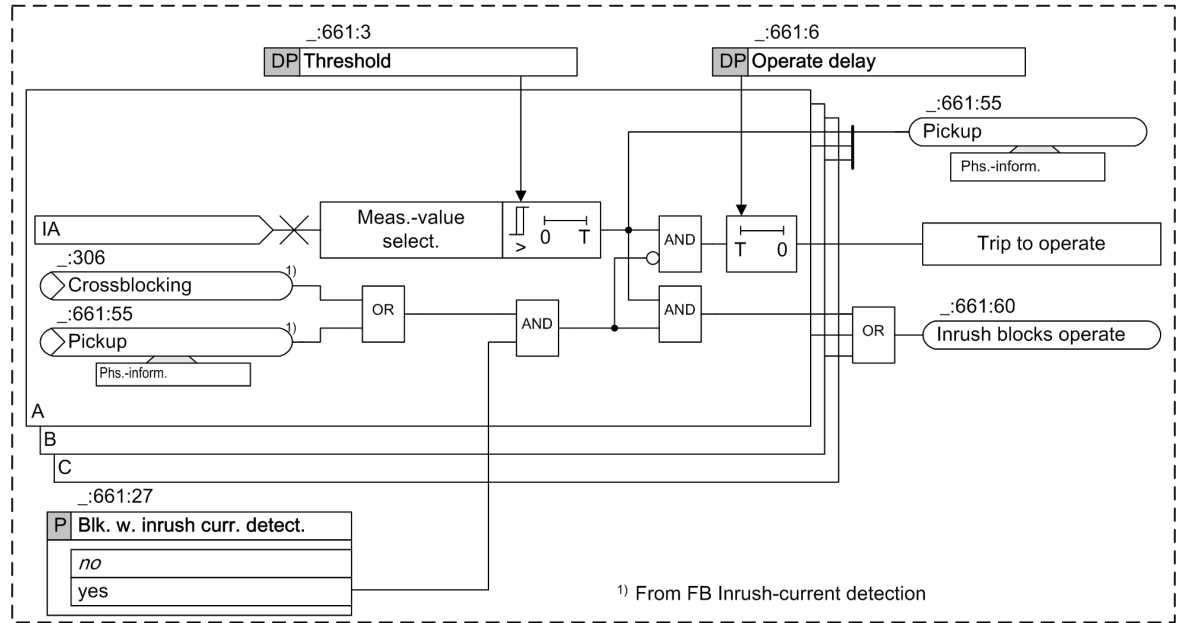 _:661:3
DP Threshold
_:661:6
DP Operate delay
_:661:55
Pickup
Phs.-inform.
IA
Meas.-value
select.
>
0 T
AND
T 0
Trip to operate
_:306
Crossblocking
1)
_:661:55
Pickup
1)
Phs.-inform.
OR
AND
AND
OR
_:661:60
Inrush blocks operate
A
B
C
_:661:27
P Blk. w. inrush curr. detect.
no
yes
1) From FB Inrush-current detection